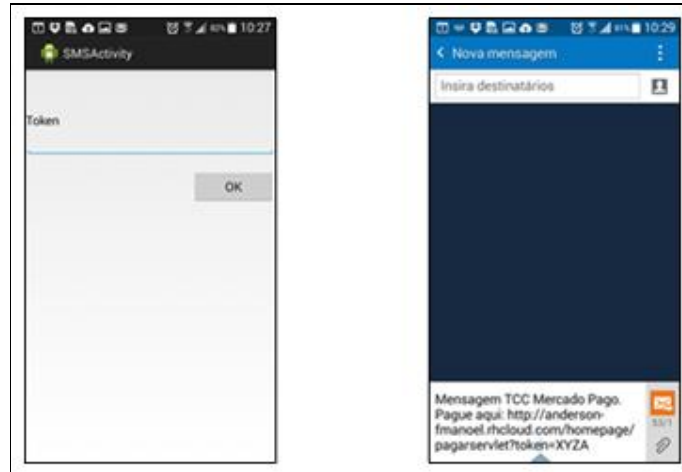 10:27
SMSActivity
Token
OK
10:29
Nova mensagem
Insira destinatários
Mensagem TCC Mercado Pago.
Pague aqui: http://anderson-
fmanoel.rhcloud.com/homepage/
pagarservlet?token=XYZA